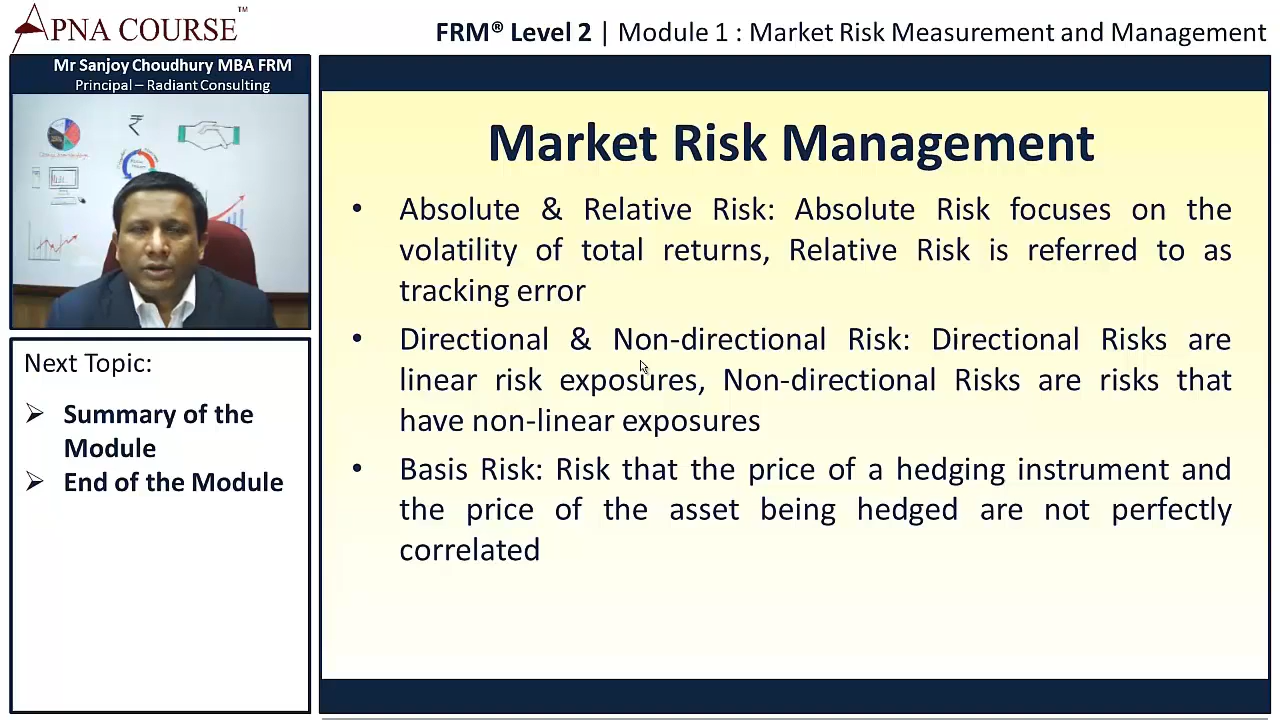 APNA COURSE™
FRM® Level 2 | Module 1 : Market Risk Measurement and Management
Mr Sanjoy Choudhury MBA FRM
Principal – Radiant Consulting
₹
Market Risk Management
• Absolute & Relative Risk: Absolute Risk focuses on the
volatility of total returns, Relative Risk is referred to as
tracking error
• Directional & Non-directional Risk: Directional Risks are
linear risk exposures, Non-directional Risks are risks that
have non-linear exposures
• Basis Risk: Risk that the price of a hedging instrument and
the price of the asset being hedged are not perfectly
correlated
Next Topic:
➢ Summary of the
Module
➢ End of the Module